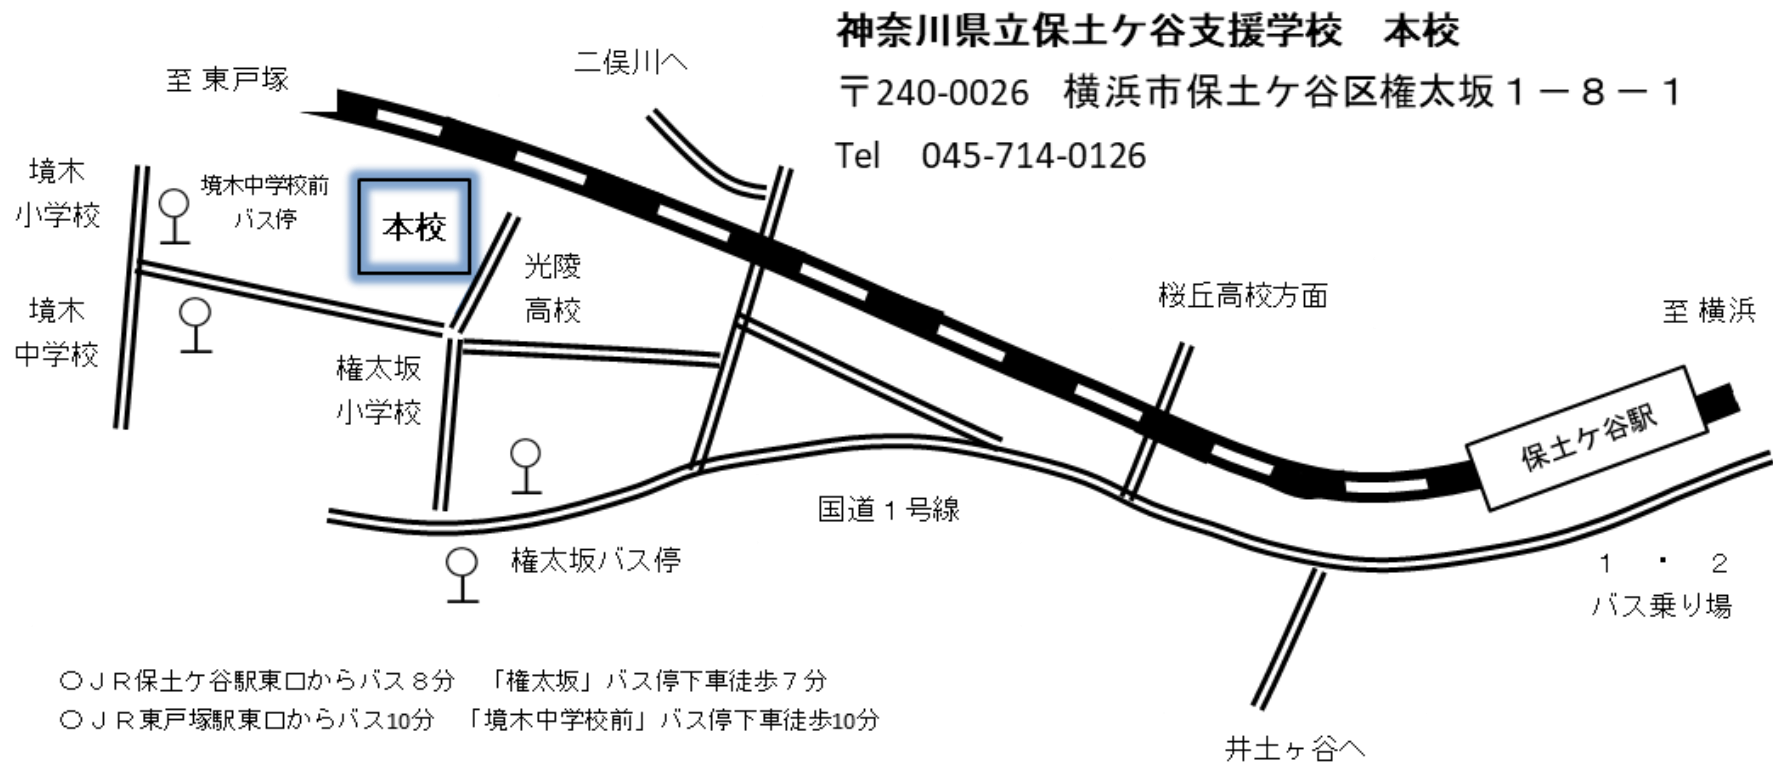 神奈川県立保土ケ谷支援学校　本校
〒240-0026　横浜市保土ケ谷区権太坂１－８－１
Tel　045-714-0126
二俣川へ
至 東戸塚
境木
小学校
境木中学校前
バス停
本校
光陵
高校
境木
中学校
権太坂
小学校
桜丘高校方面
至 横浜
保土ケ谷駅
国道１号線
権太坂バス停
１　・　２
バス乗り場
○ＪＲ保土ケ谷駅東口からバス８分　「権太坂」バス停下車徒歩７分
○ＪＲ東戸塚駅東口からバス10分　「境木中学校前」バス停下車徒歩10分
井土ヶ谷へ